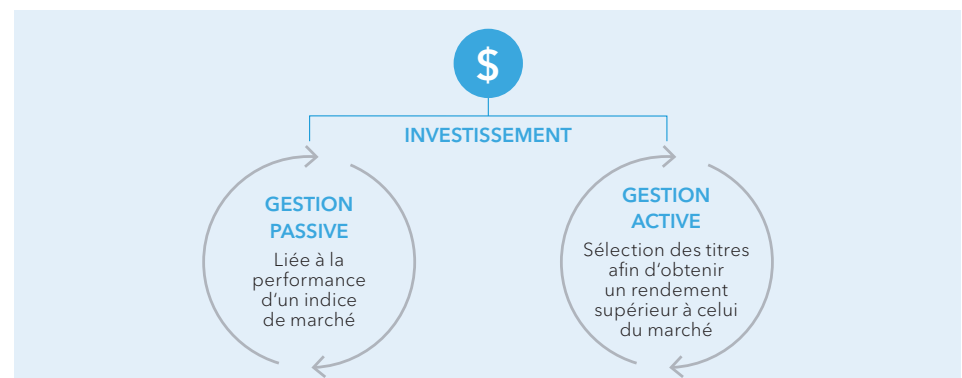 $
INVESTISSEMENT
GESTION
PASSIVE
Liée à la
performance
d'un indice
de marché
GESTION
ACTIVE
Sélection des titres
afin d'obtenir
un rendement
supérieur à celui
du marché